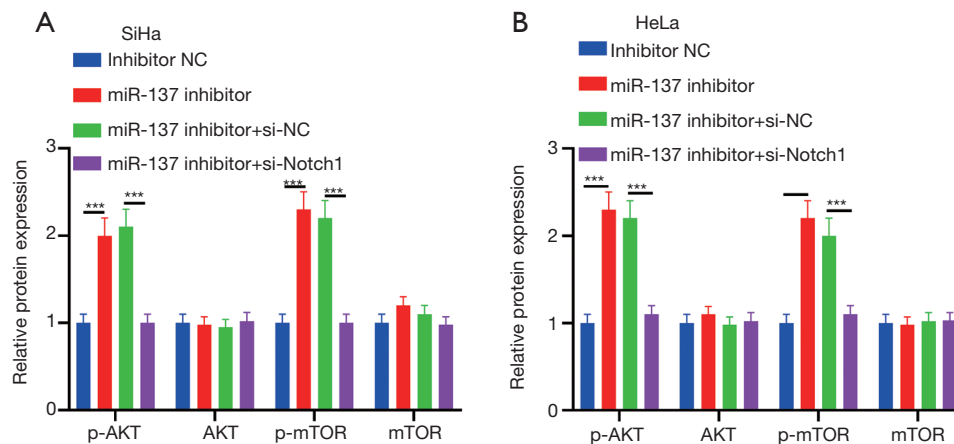 A
SiHa
Inhibitor NC
miR-137 inhibitor
miR-137 inhibitor+si-NC
miR-137 inhibitor+si-Notch1
Relative protein expression
3
2
1
0
***
***
***
***
p-AKT AKT p-mTOR mTOR
B
HeLa
Inhibitor NC
miR-137 inhibitor
miR-137 inhibitor+si-NC
miR-137 inhibitor+si-Notch1
Relative protein expression
3
2
1
0
***
***
***
p-AKT AKT p-mTOR mTOR